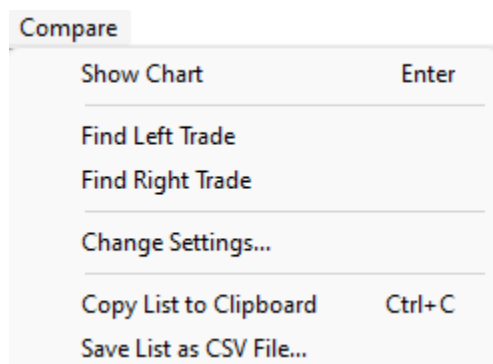 Compare
Show Chart Enter
Find Left Trade
Find Right Trade
Change Settings...
Copy List to Clipboard Ctrl+C
Save List as CSV File...